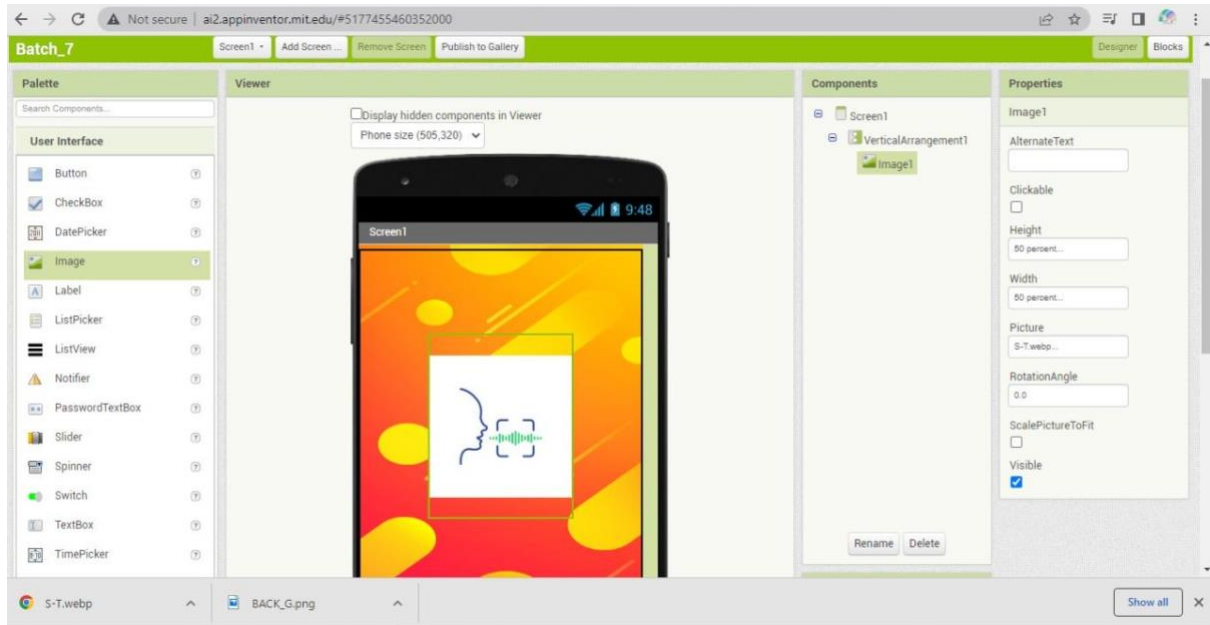 Not secure | ai2.appinventor.mit.edu/#5177455460352000
Batch_7
Screen1
Add Screen ...
Remove Screen
Publish to Gallery
Designer
Blocks
Palette
Search Components...
User Interface
Button
CheckBox
DatePicker
Image
Label
ListPicker
ListView
Notifier
PasswordTextBox
Slider
Spinner
Switch
TextBox
TimePicker
Viewer
Display hidden components in Viewer
Phone size (505,320)
9:48
Screen1
Components
Screen1
VerticalArrangement1
Image1
Rename
Delete
Properties
Image1
AlternateText
Clickable
Height
50 percent...
Width
50 percent...
Picture
S-T.webp...
RotationAngle
0.0
ScalePictureToFit
Visible
S-T.webp
BACK_G.png
Show all